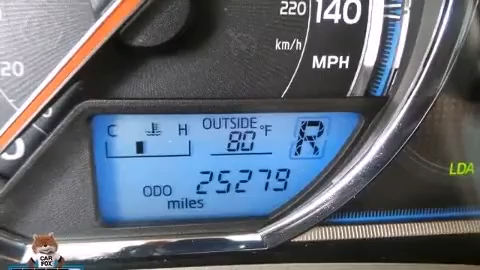 220
140
km/h
MPH
20
C H
OUTSIDE
80°F
R
ODO 25279
miles
LDA
CAR
FOX